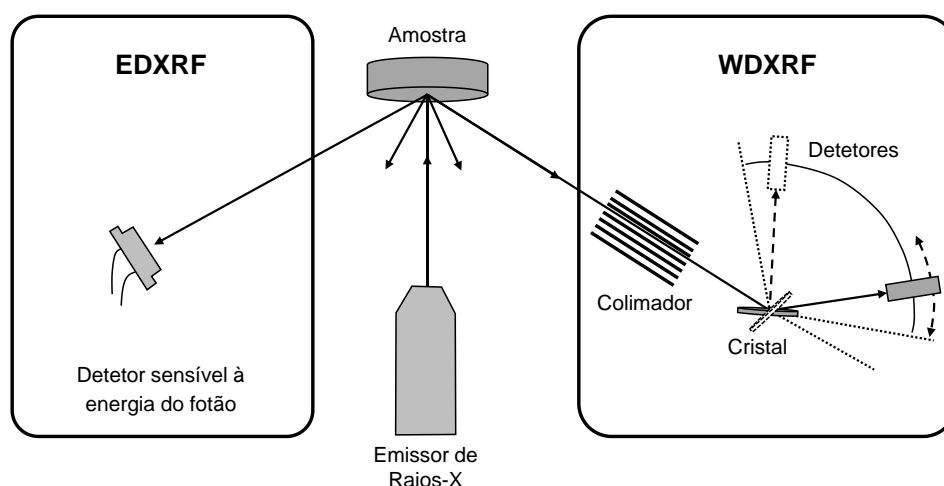 EDXRF
Detetor sensível à
energia do fotão
Amostra
Emissor de
Raios-X
WDXRF
Detetores
Colimador
Cristal